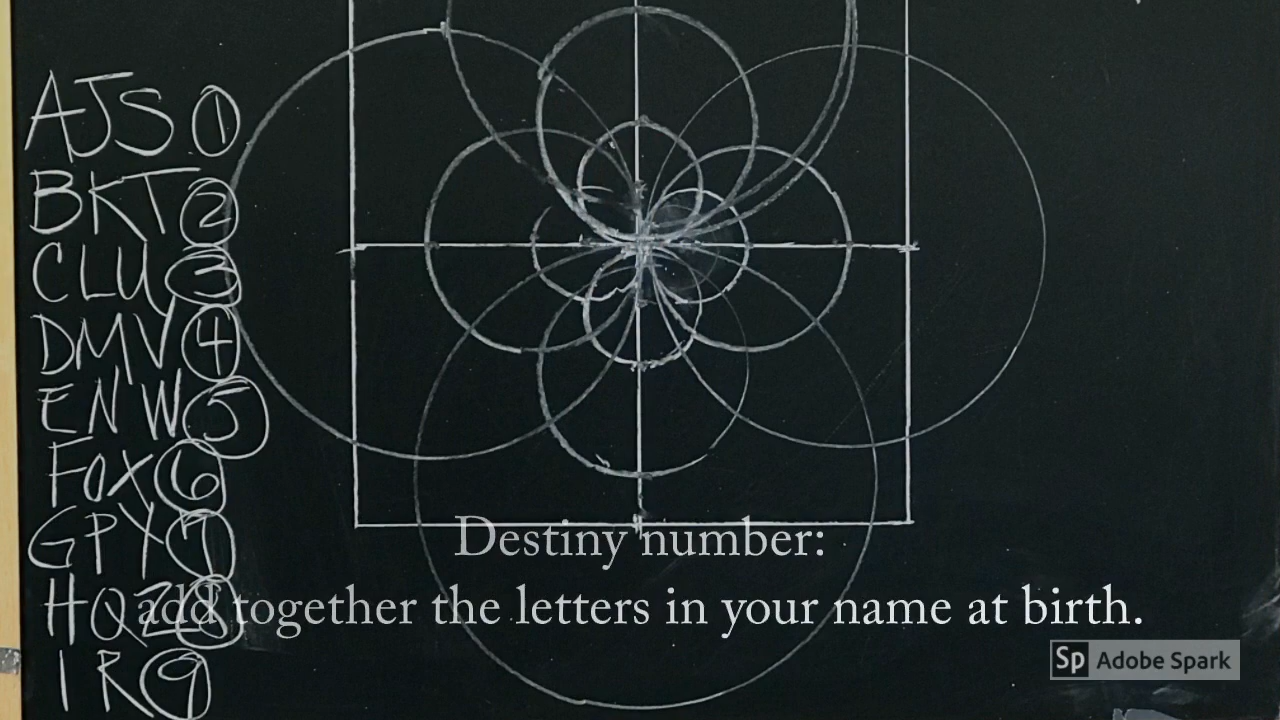 AJS 1
BKT 2
CLU 3
DMV 4
ENW 5
FOX 6
GPY 7
HQZ 8
IR 9
Destiny number:
add together the letters in your name at birth.
Sp Adobe Spark